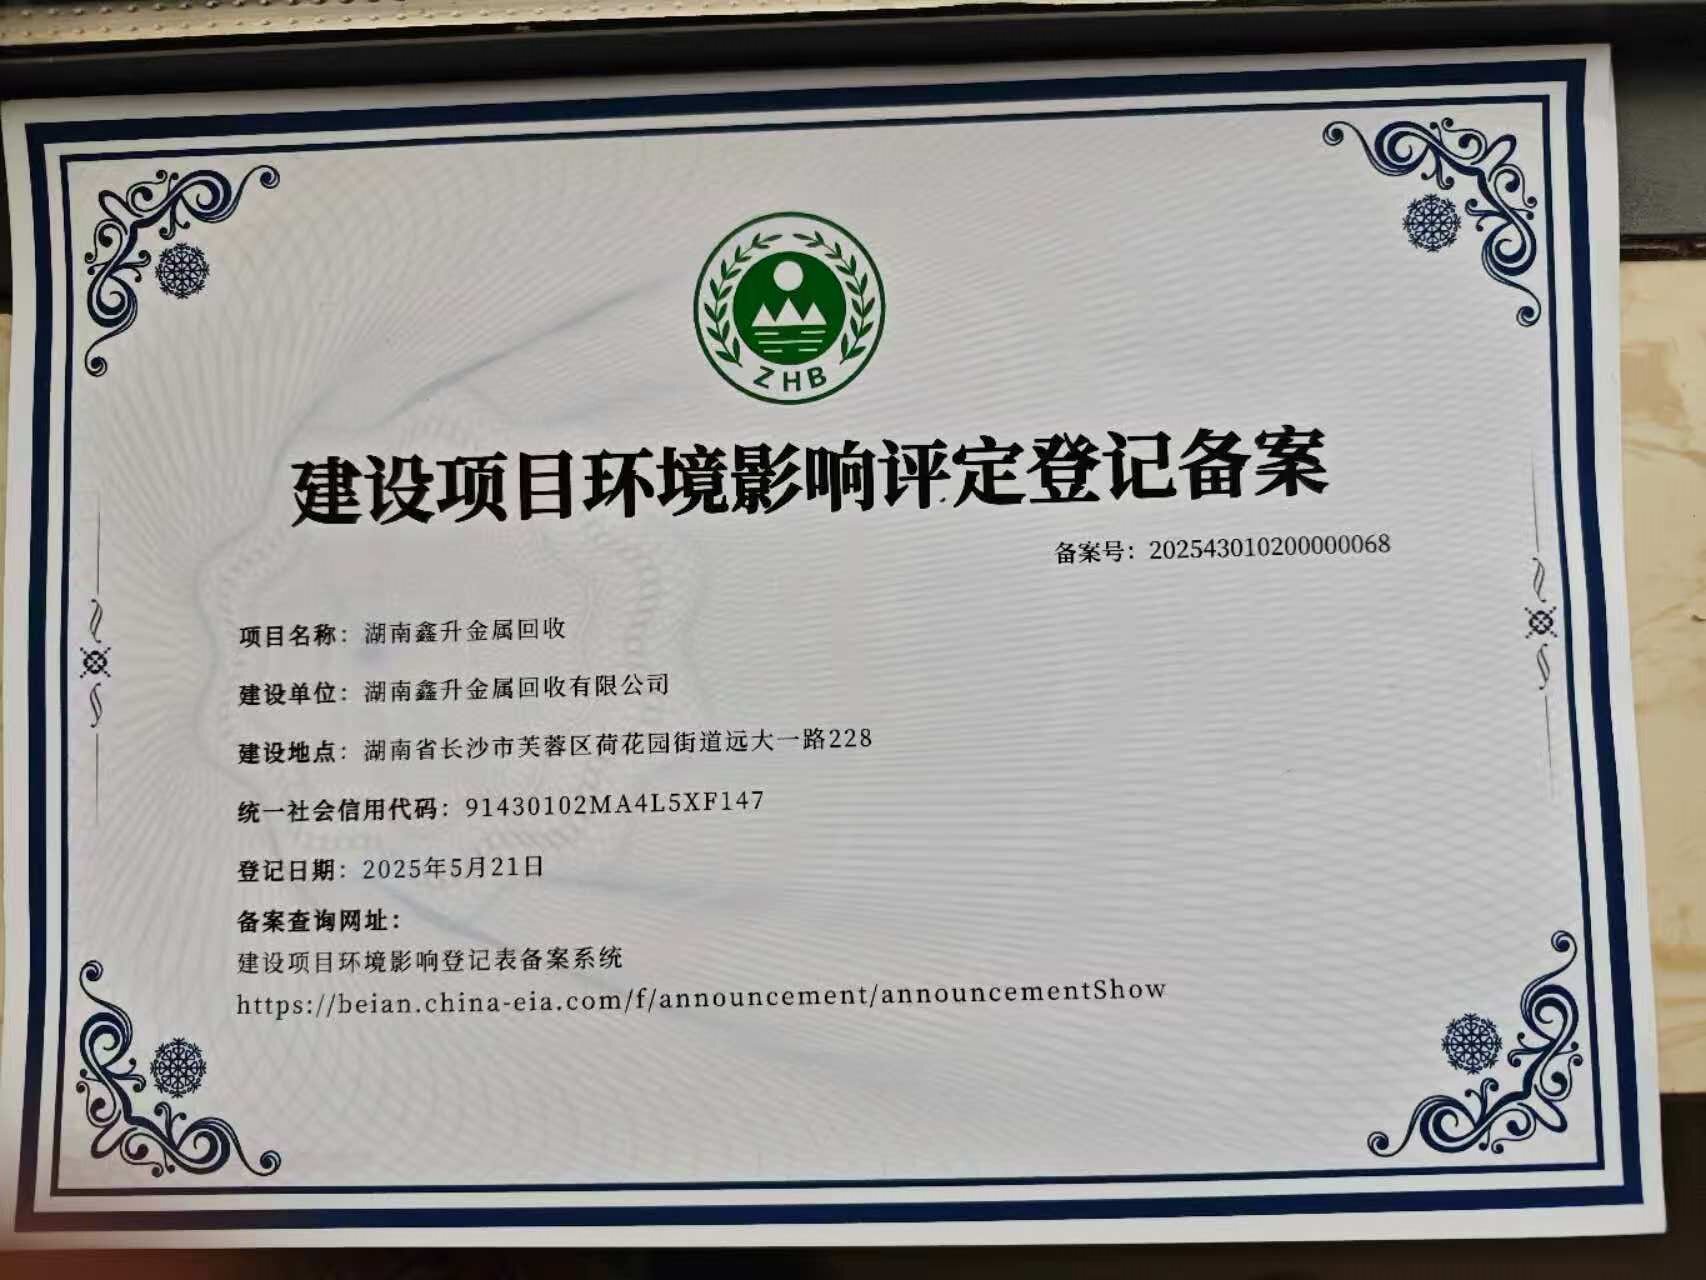 ZHB
建设项目环境影响评定登记备案
备案号：202543010200000068
项目名称：湖南鑫升金属回收
建设单位：湖南鑫升金属回收有限公司
建设地点：湖南省长沙市芙蓉区荷花园街道远大一路228
统一社会信用代码：91430102MA4L5XF147
登记日期：2025年5月21日
备案查询网址：
建设项目环境影响登记表备案系统
https://beian.china-eia.com/f/announcement/announcementShow